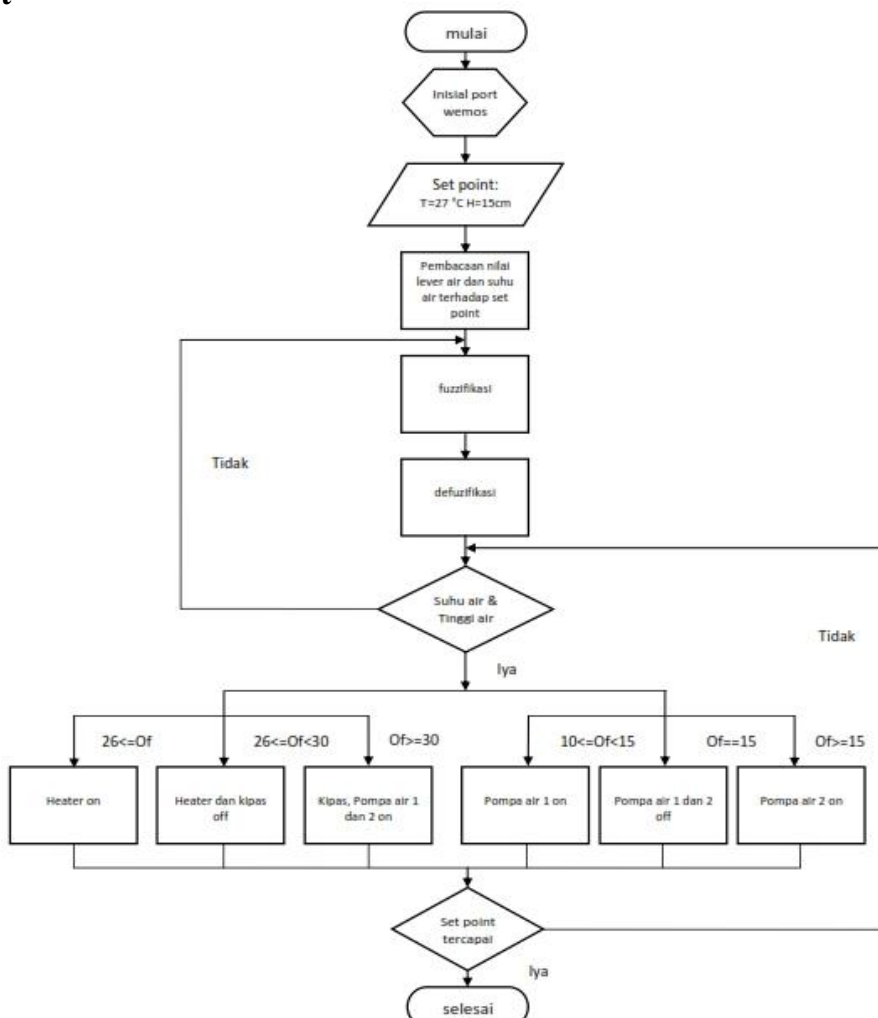 mulai
Inisial port
wemos
Set point:
T=27 °C H=15cm
Pembacaan nilai
lever air dan suhu
air terhadap set
point
fuzzifikasi
Tidak
defuzifikasi
Suhu air &
Tinggi air
Tidak
Iya
26<=Of
26<=Of<30
Of>=30
10<=Of<15
Of==15
Of>=15
Heater on
Heater dan kipas
off
Kipas, Pompa air 1
dan 2 on
Pompa air 1 on
Pompa air 1 dan 2
off
Pompa air 2 on
Set point
tercapai
Iya
selesai